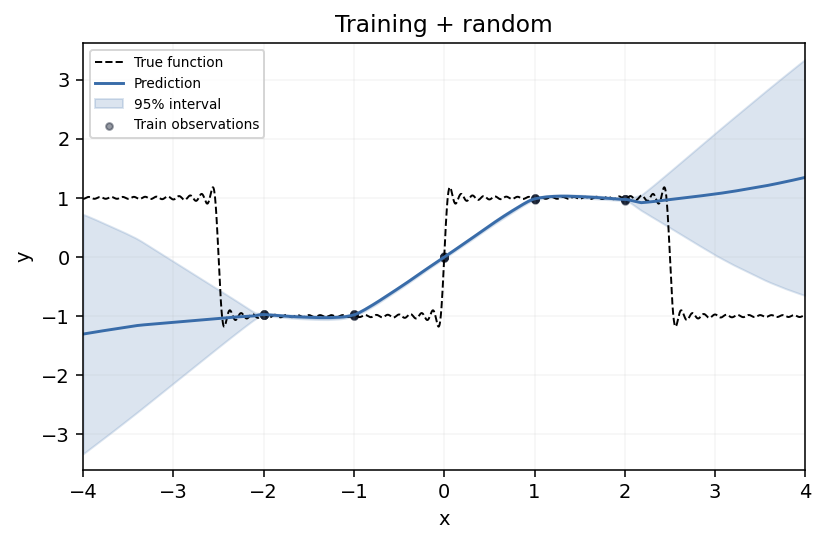 Training + random
True function
Prediction
95% interval
Train observations
3
2
1
0
−1
−2
−3
y
−4
−3
−2
−1
0
1
2
3
4
x